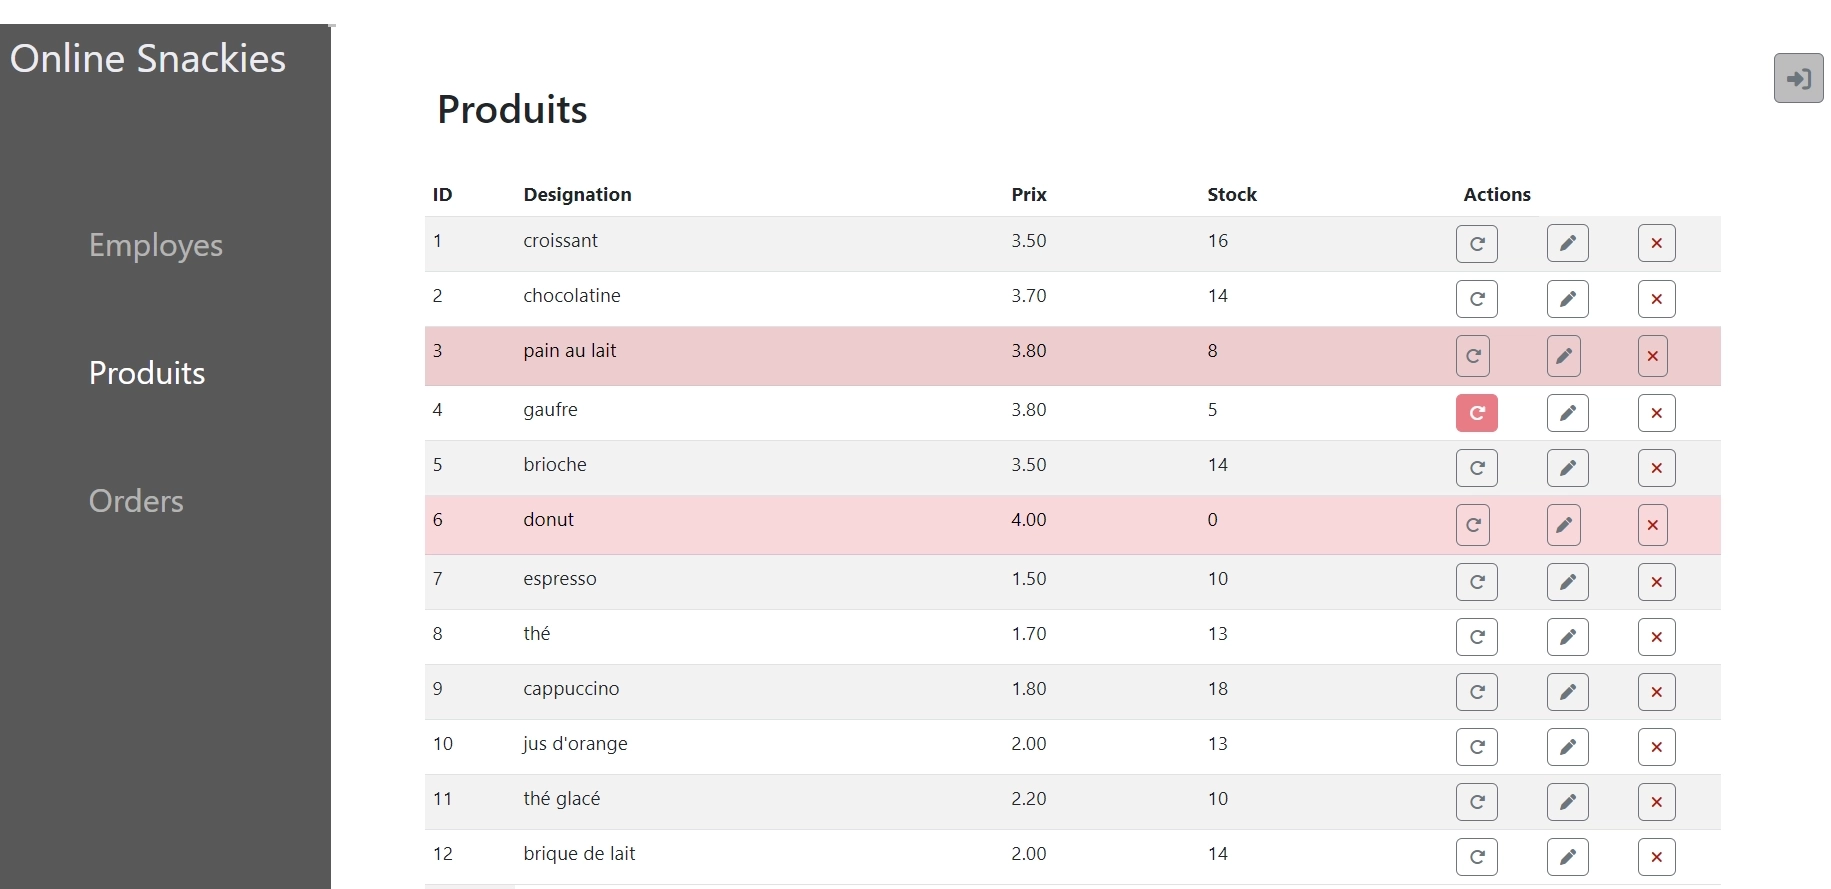 Online Snackies
Employes
Produits
Orders
Produits
ID Designation Prix Stock Actions
1 croissant 3.50 16
2 chocolatine 3.70 14
3 pain au lait 3.80 8
4 gaufre 3.80 5
5 brioche 3.50 14
6 donut 4.00 0
7 espresso 1.50 10
8 thé 1.70 13
9 cappuccino 1.80 18
10 jus d'orange 2.00 13
11 thé glacé 2.20 10
12 brique de lait 2.00 14